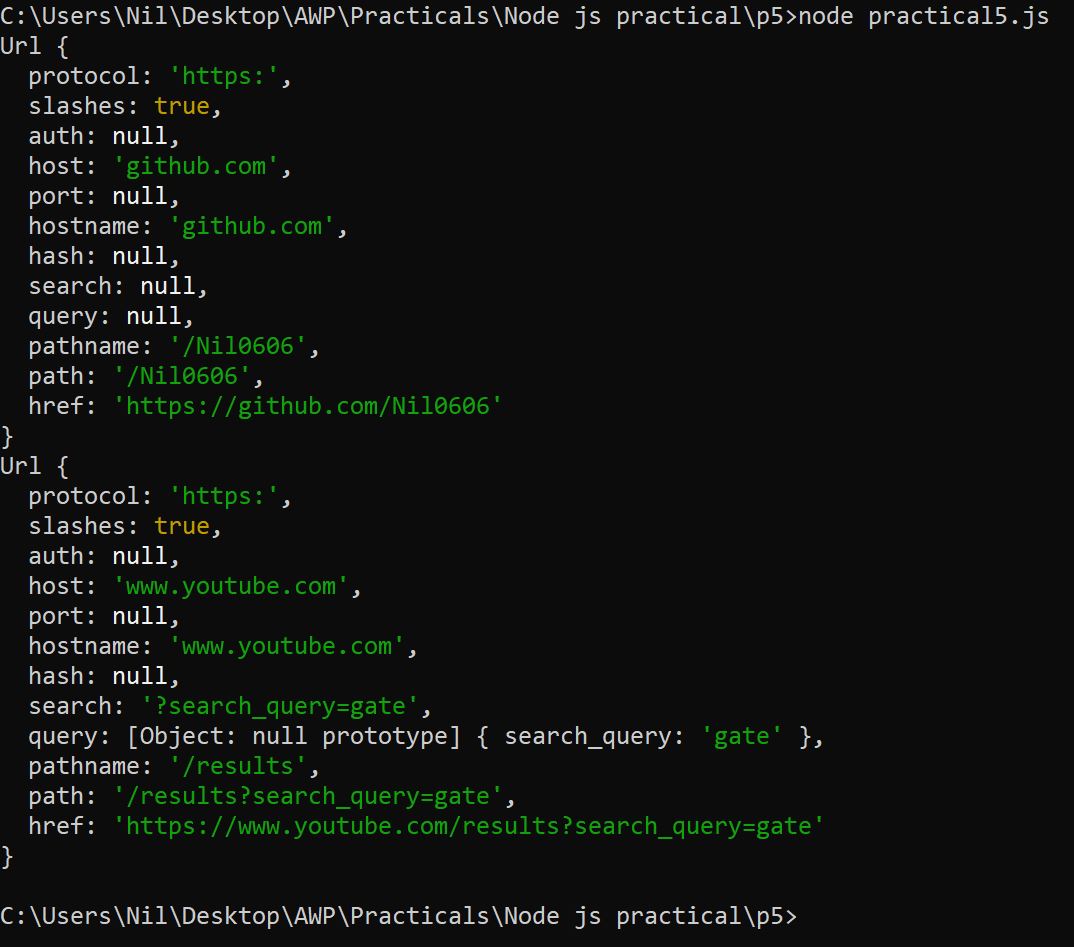 C:\Users\Nil\Desktop\AWP\Practicals\Node js practical\p5>node practical5.js
Url {
  protocol: 'https:',
  slashes: true,
  auth: null,
  host: 'github.com',
  port: null,
  hostname: 'github.com',
  hash: null,
  search: null,
  query: null,
  pathname: '/Nil0606',
  path: '/Nil0606',
  href: 'https://github.com/Nil0606'
}
Url {
  protocol: 'https:',
  slashes: true,
  auth: null,
  host: 'www.youtube.com',
  port: null,
  hostname: 'www.youtube.com',
  hash: null,
  search: '?search_query=gate',
  query: [Object: null prototype] { search_query: 'gate' },
  pathname: '/results',
  path: '/results?search_query=gate',
  href: 'https://www.youtube.com/results?search_query=gate'
}
C:\Users\Nil\Desktop\AWP\Practicals\Node js practical\p5>